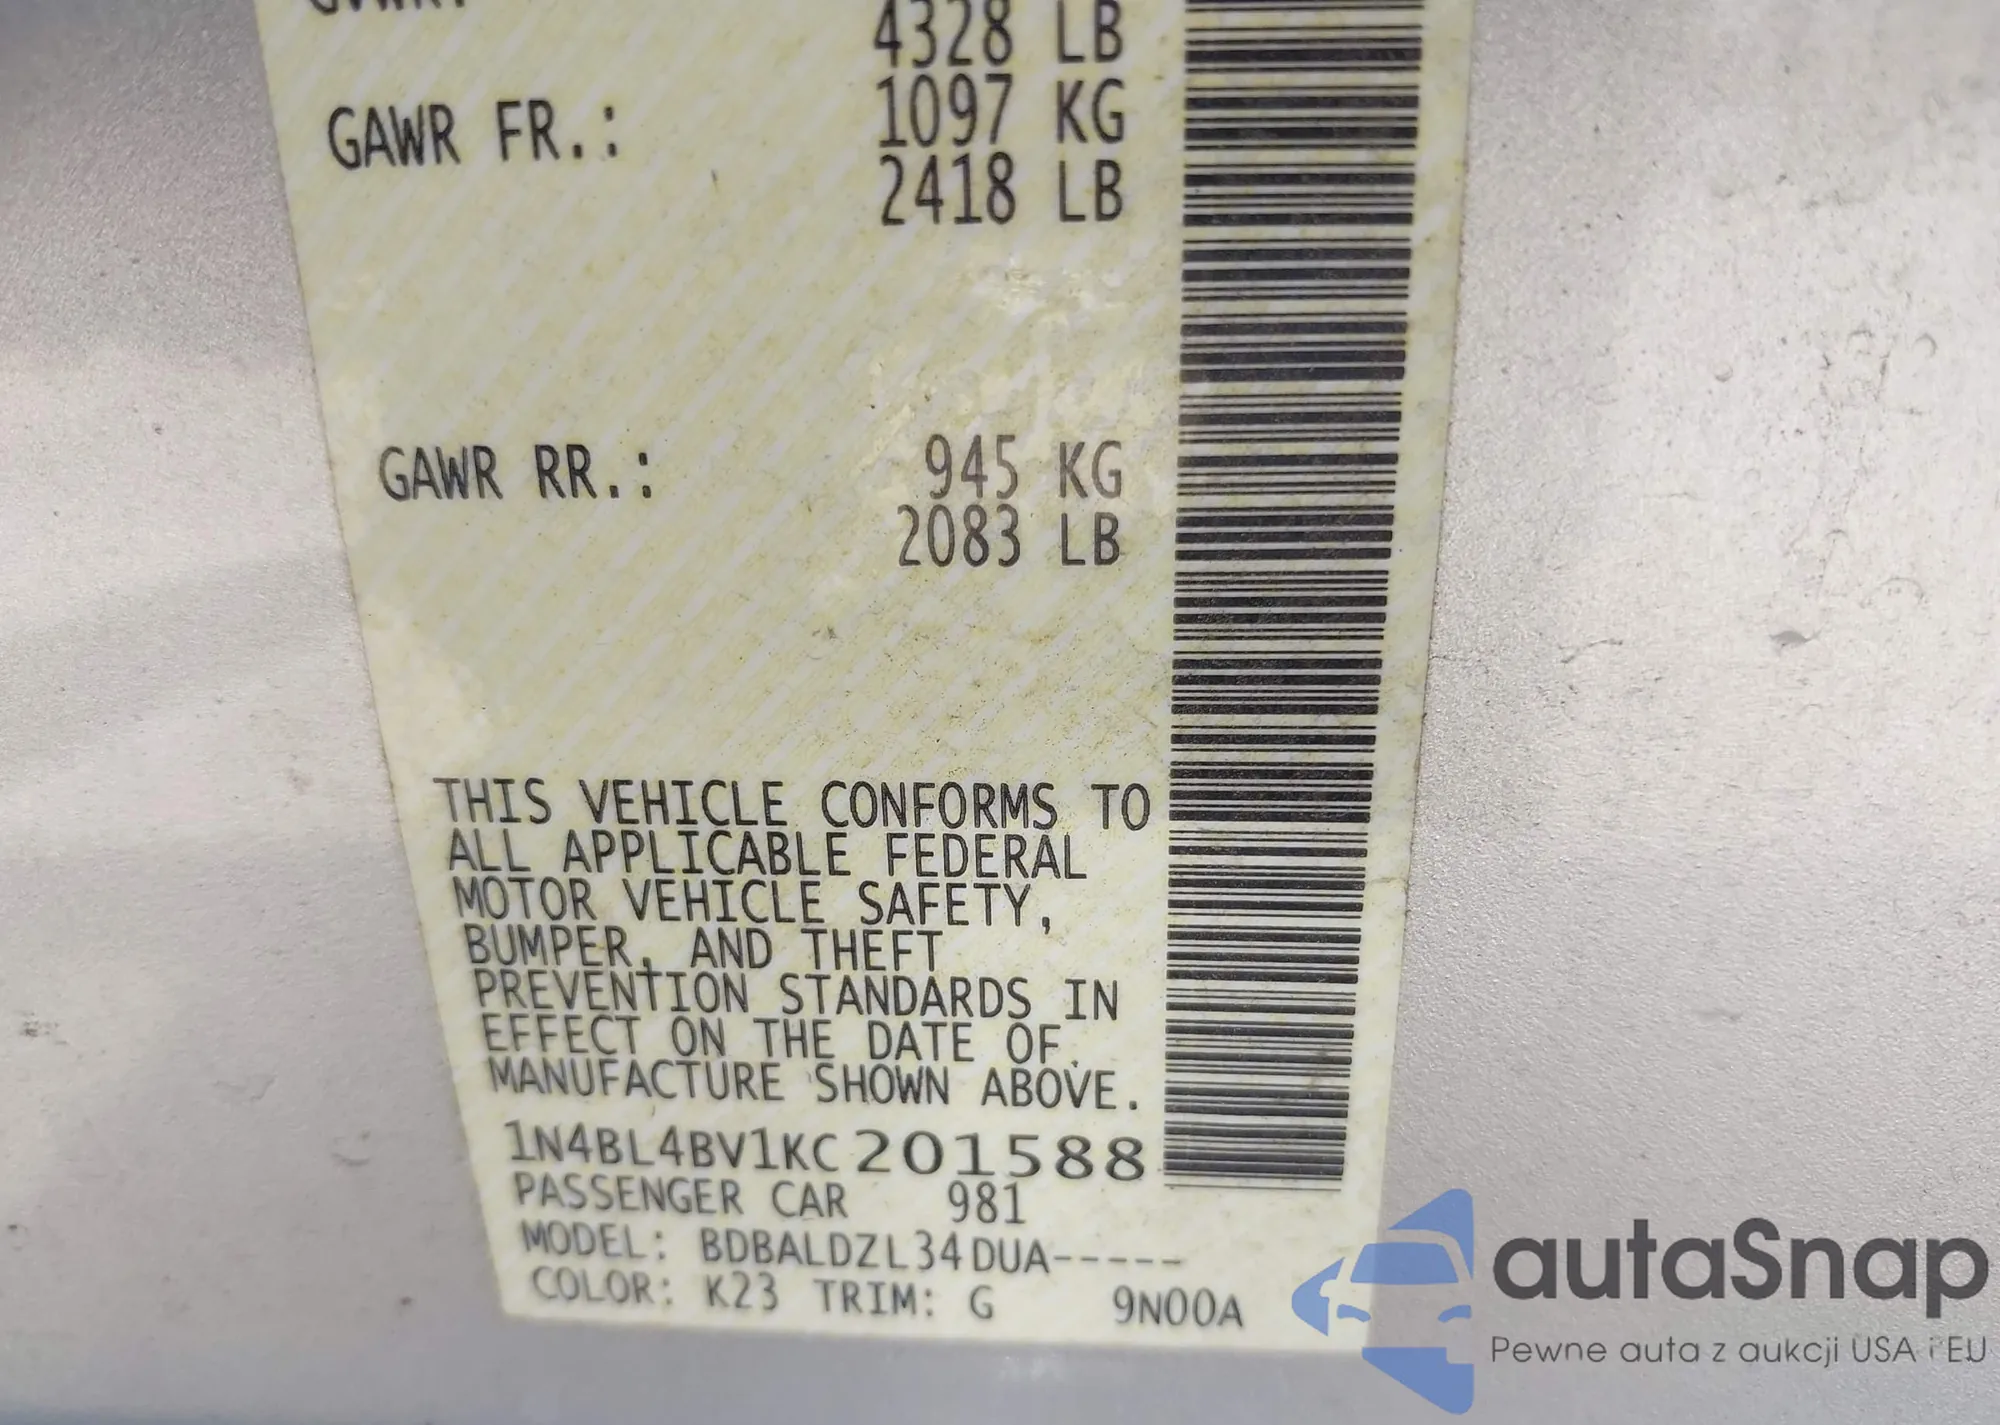 GVWR:
4328 LB
GAWR FR.: 1097 KG
2418 LB
GAWR RR.: 945 KG
2083 LB
THIS VEHICLE CONFORMS TO
ALL APPLICABLE FEDERAL
MOTOR VEHICLE SAFETY,
BUMPER, AND THEFT
PREVENTION STANDARDS IN
EFFECT ON THE DATE OF
MANUFACTURE SHOWN ABOVE.
1N4BL4BV1KC201588
PASSENGER CAR 981
MODEL: BDBALDZL34DUA-----
COLOR: K23 TRIM: G 9N00A
autaSnap
Pewne auta z aukcji USA i EU